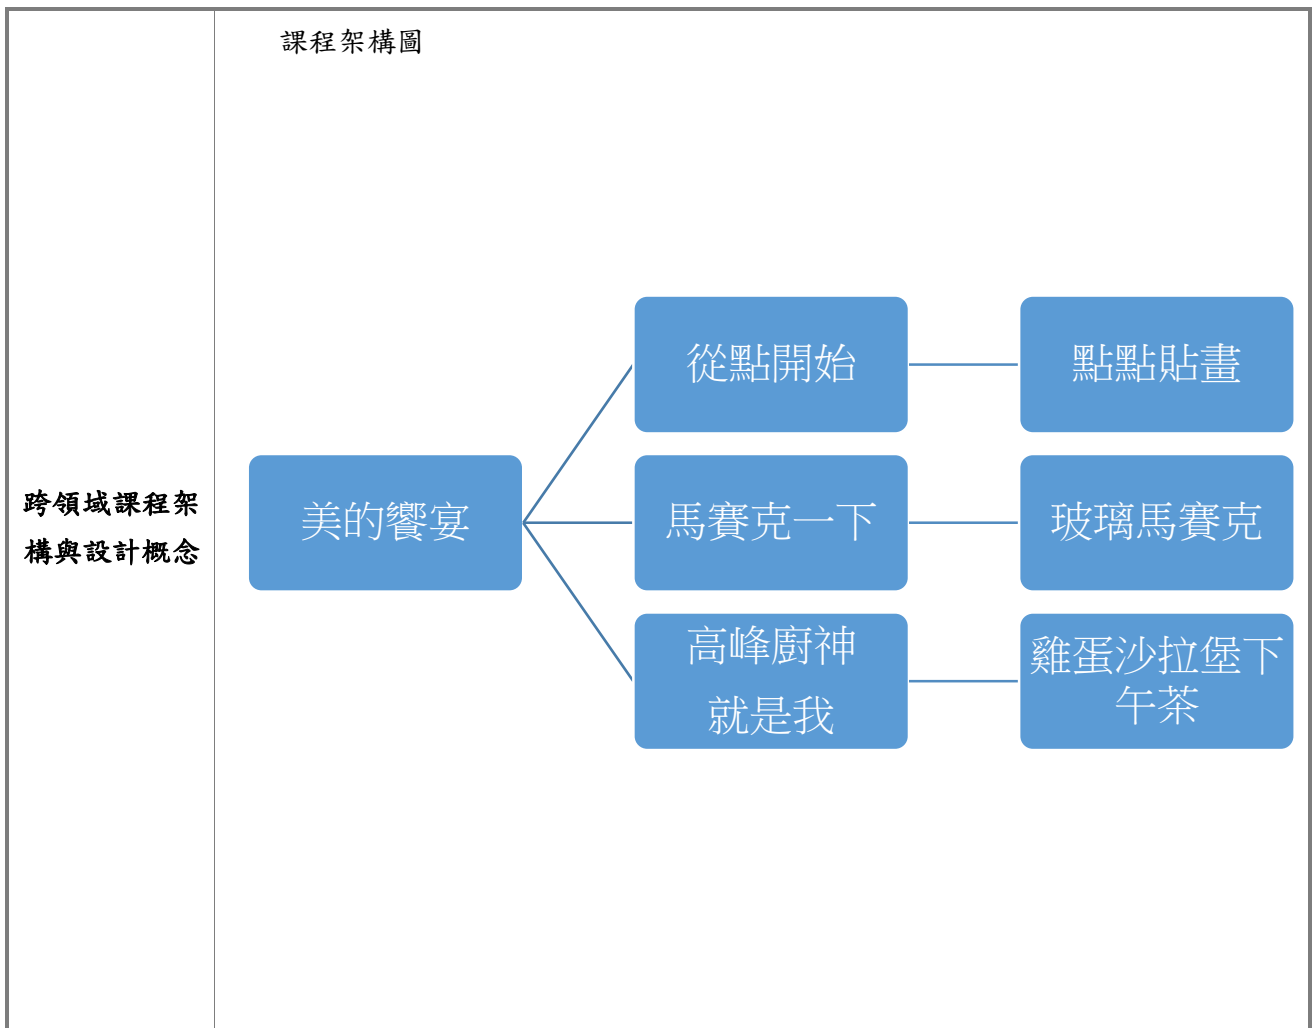 課程架構圖
跨領域課程架
構與設計概念
美的饗宴
從點開始
點點貼畫
馬賽克一下
玻璃馬賽克
高峰廚神
就是我
雞蛋沙拉堡下
午茶